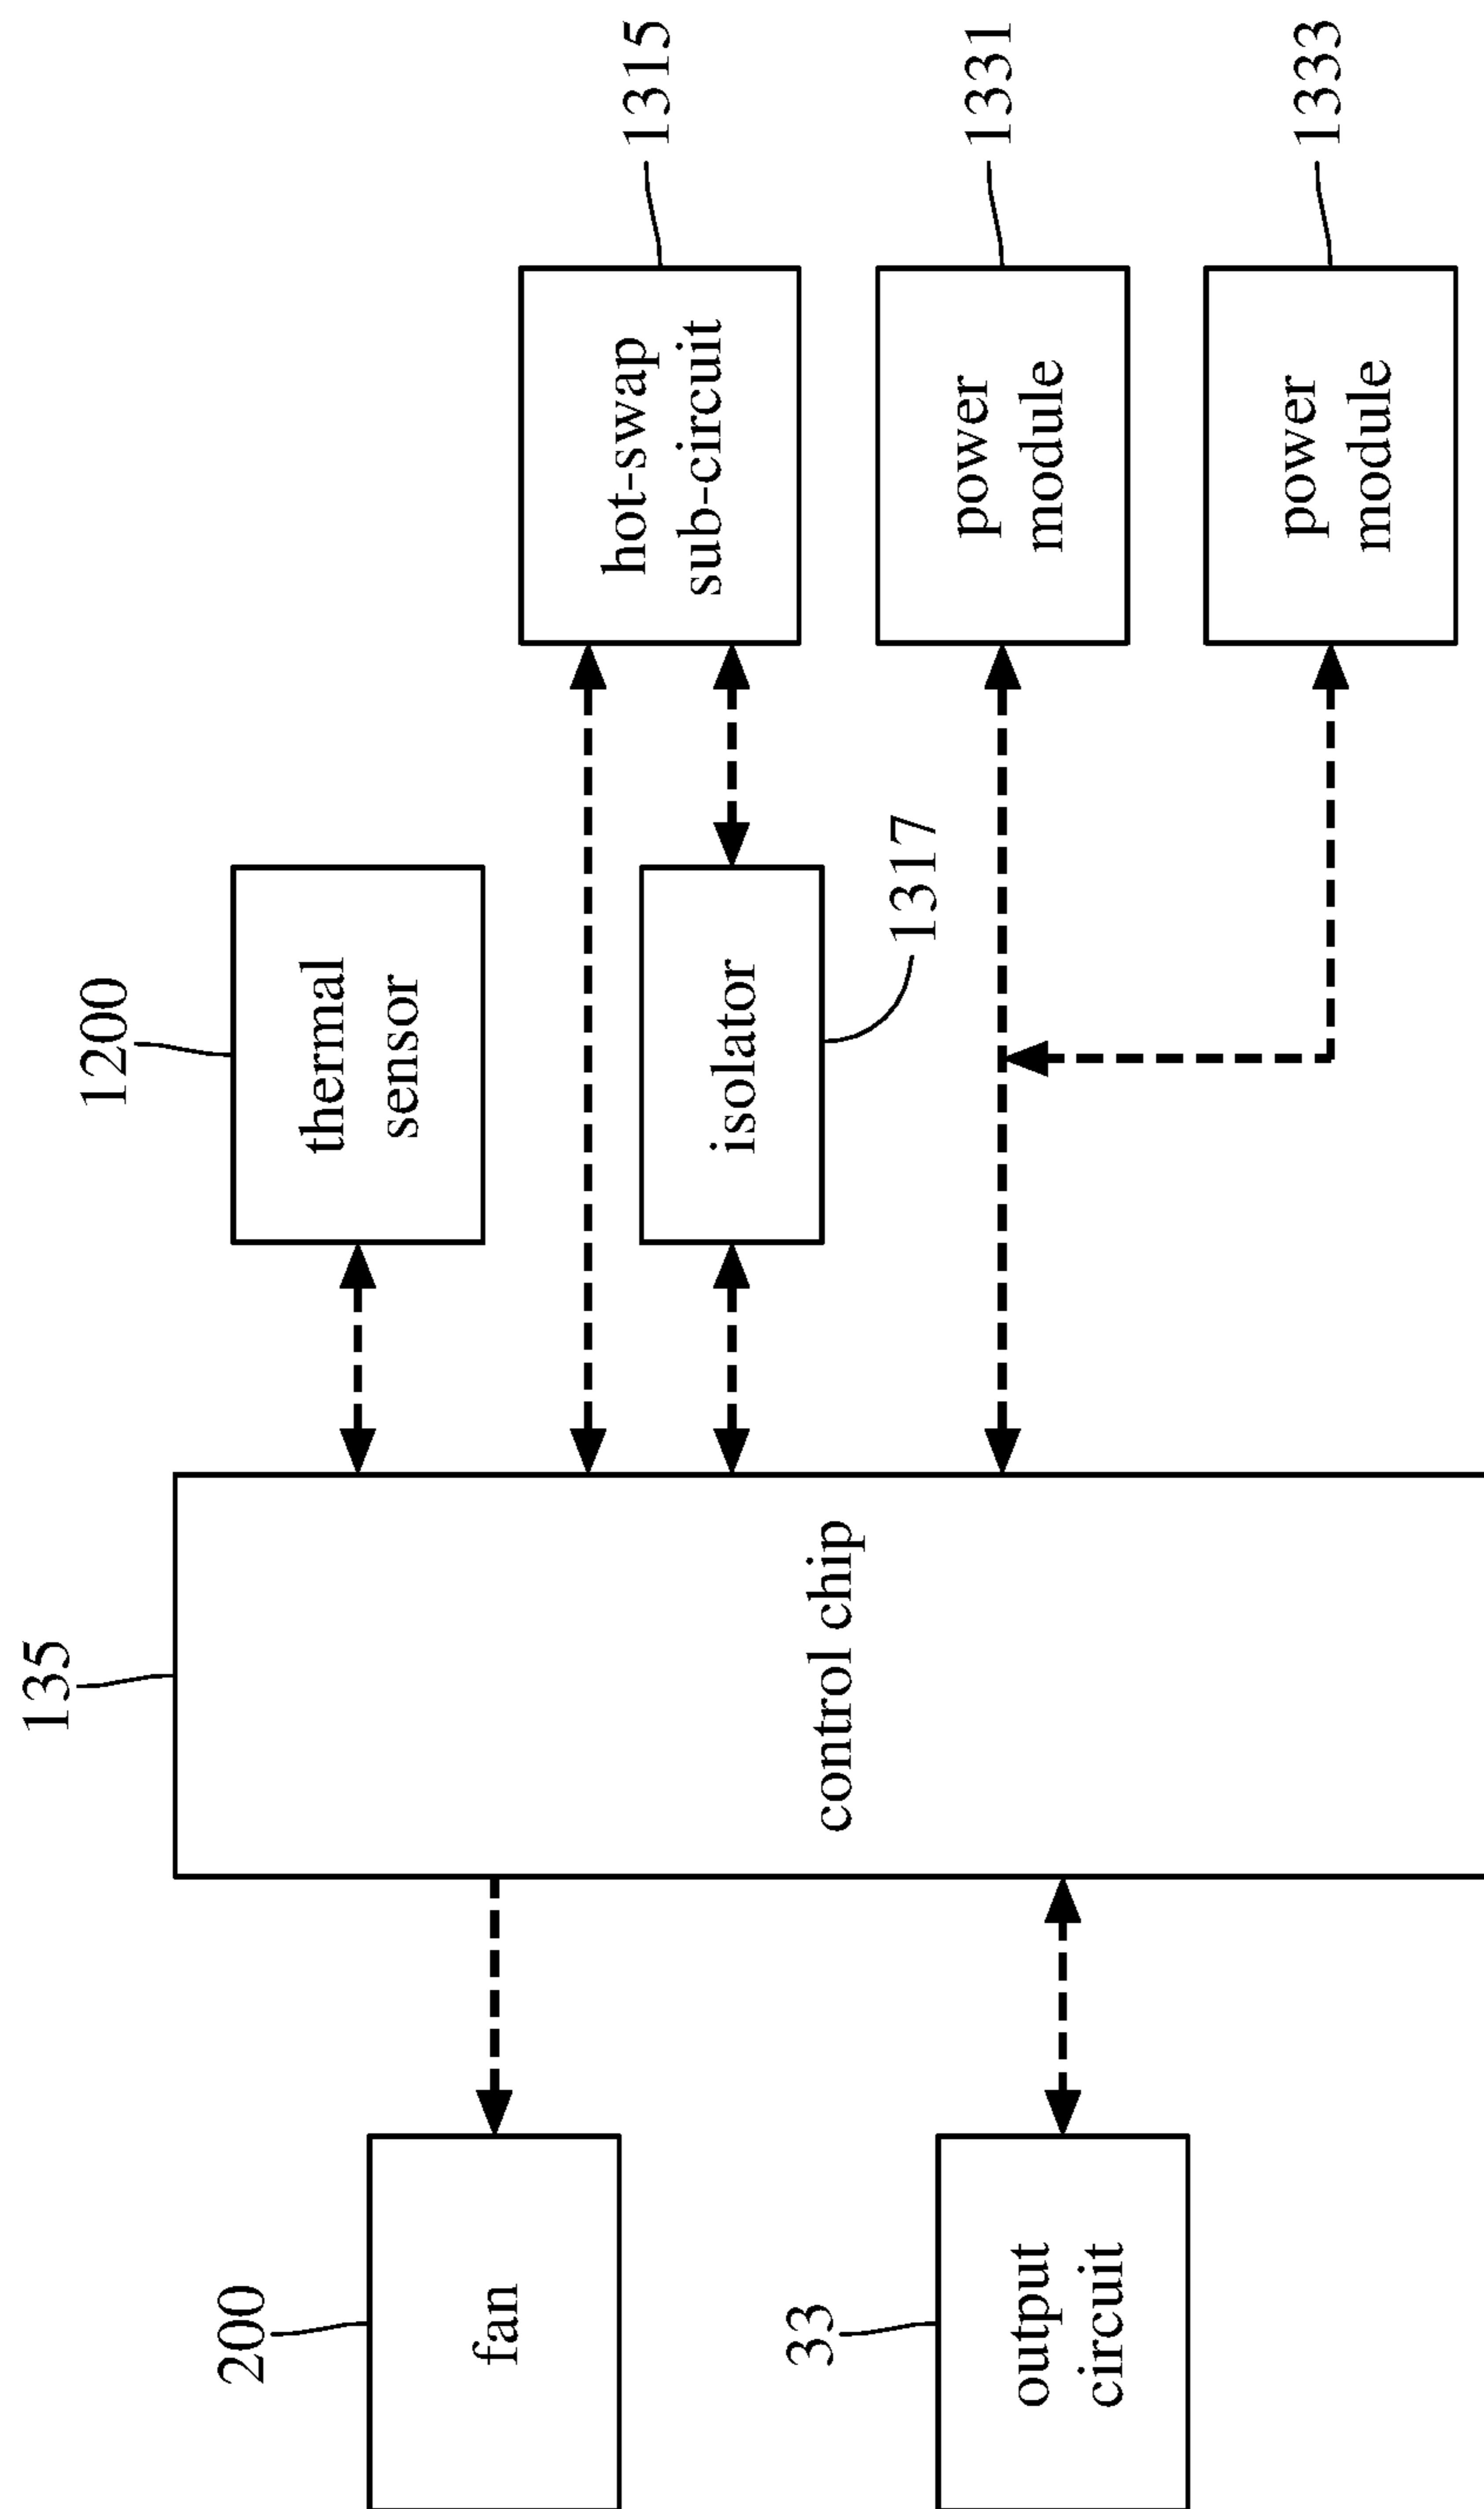 135
1200
thermal
sensor
1315
hot-swap
sub-circuit
200
fan
control chip
isolator
1317
1331
power
module
33
output
circuit
1333
power
module